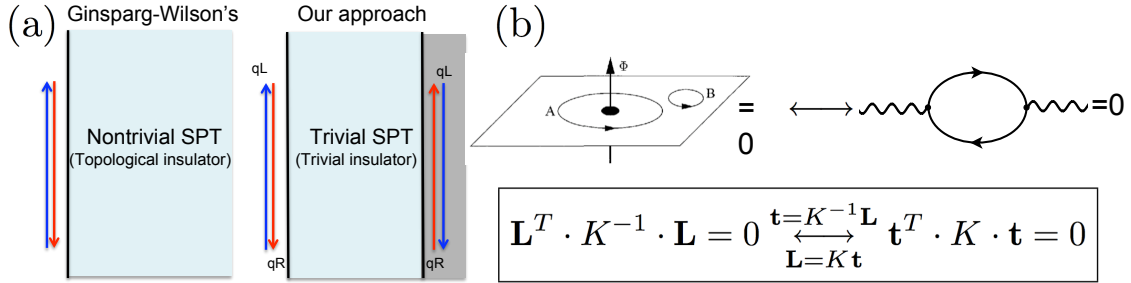 (a)
Ginsparg-Wilson's
Our approach
qL
qL
Nontrivial SPT
(Topological insulator)
Trivial SPT
(Trivial insulator)
qR
qR
(b)
Φ
A
B
=
0
=0
L^T · K^{-1} · L = 0 t=K^{-1}L ⟷ L=Kt t^T · K · t = 0